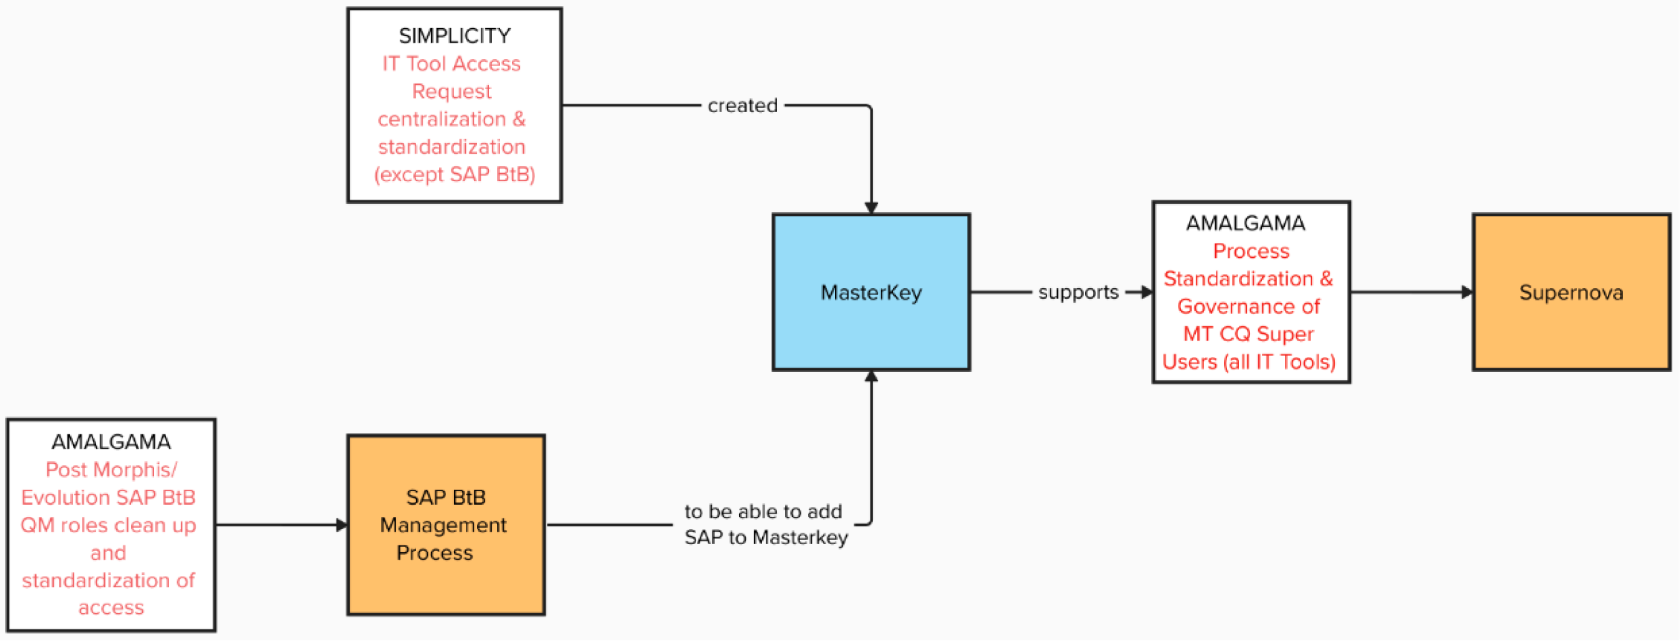 SIMPLICITY
IT Tool Access
Request
centralization &
standardization
(except SAP BtB)
created
MasterKey
supports
AMALGAMA
Process
Standardization &
Governance of
MT CQ Super
Users (all IT Tools)
Supernova
AMALGAMA
Post Morphis/
Evolution SAP BtB
QM roles clean up
and
standardization of
access
SAP BtB
Management
Process
to be able to add
SAP to Masterkey